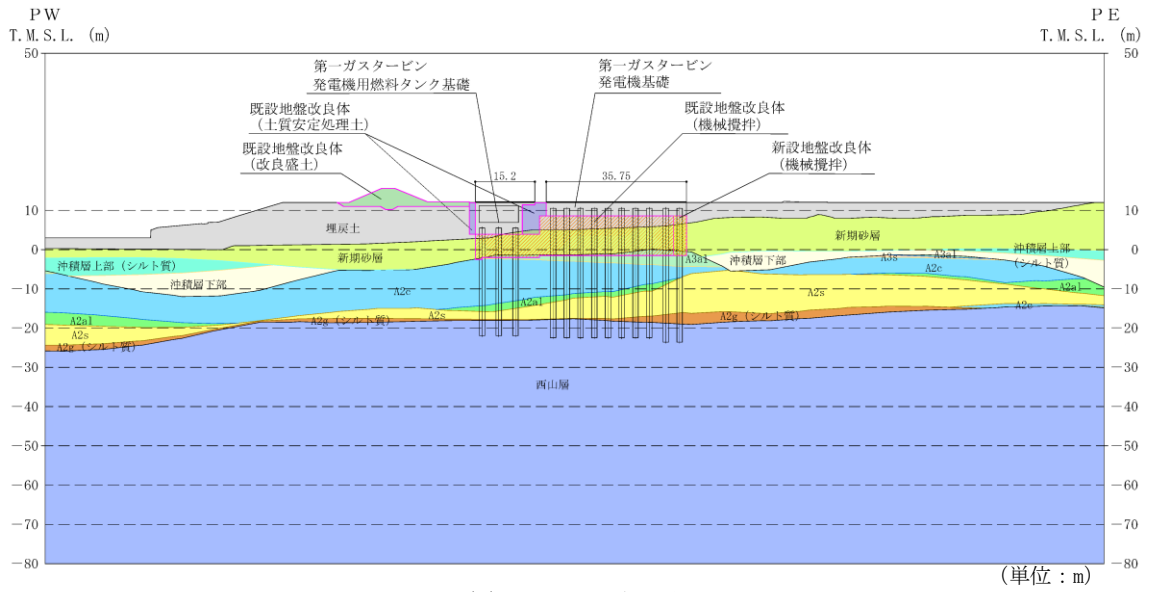 PW
T.M.S.L. (m)
PE
T.M.S.L. (m)
50
50
第一ガスタービン
発電機用燃料タンク基礎
第一ガスタービン
発電機基礎
既設地盤改良体
(土質安定処理土)
既設地盤改良体
(機械攪拌)
既設地盤改良体
(改良盛土)
新設地盤改良体
(機械攪拌)
15.2
35.75
10
10
埋戻土
新期砂層
0
0
新期砂層
沖積層上部
(シルト質)
沖積層上部(シルト質)
沖積層下部
A3a1
沖積層下部
A3s
A3a1
A2c
A2c
A2s
A2a1
A2a1
-10
-10
A2a1
A2s
A2g(シルト質)
A2s
A2g(シルト質)
A2c
A2g(シルト質)
-20
-20
-30
-30
西山層
-40
-40
-50
-50
-60
-60
-70
-70
-80
-80
(単位:m)